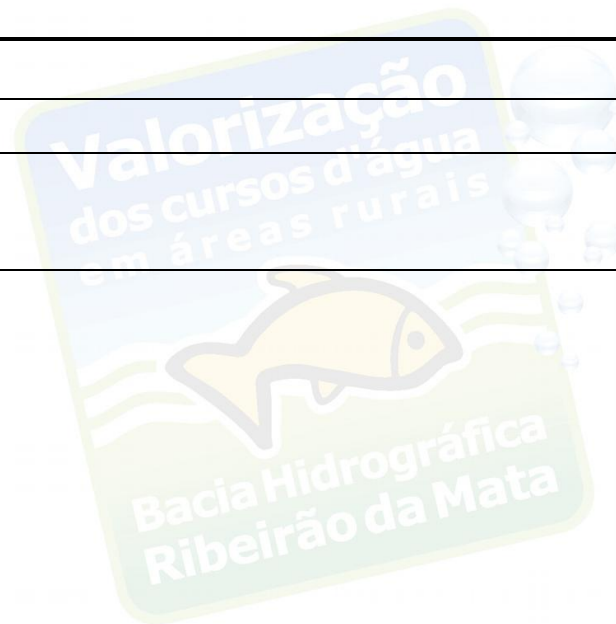 Valorização
dos cursos d'água
em áreas rurais
Bacia Hidrográfica
Ribeirão da Mata